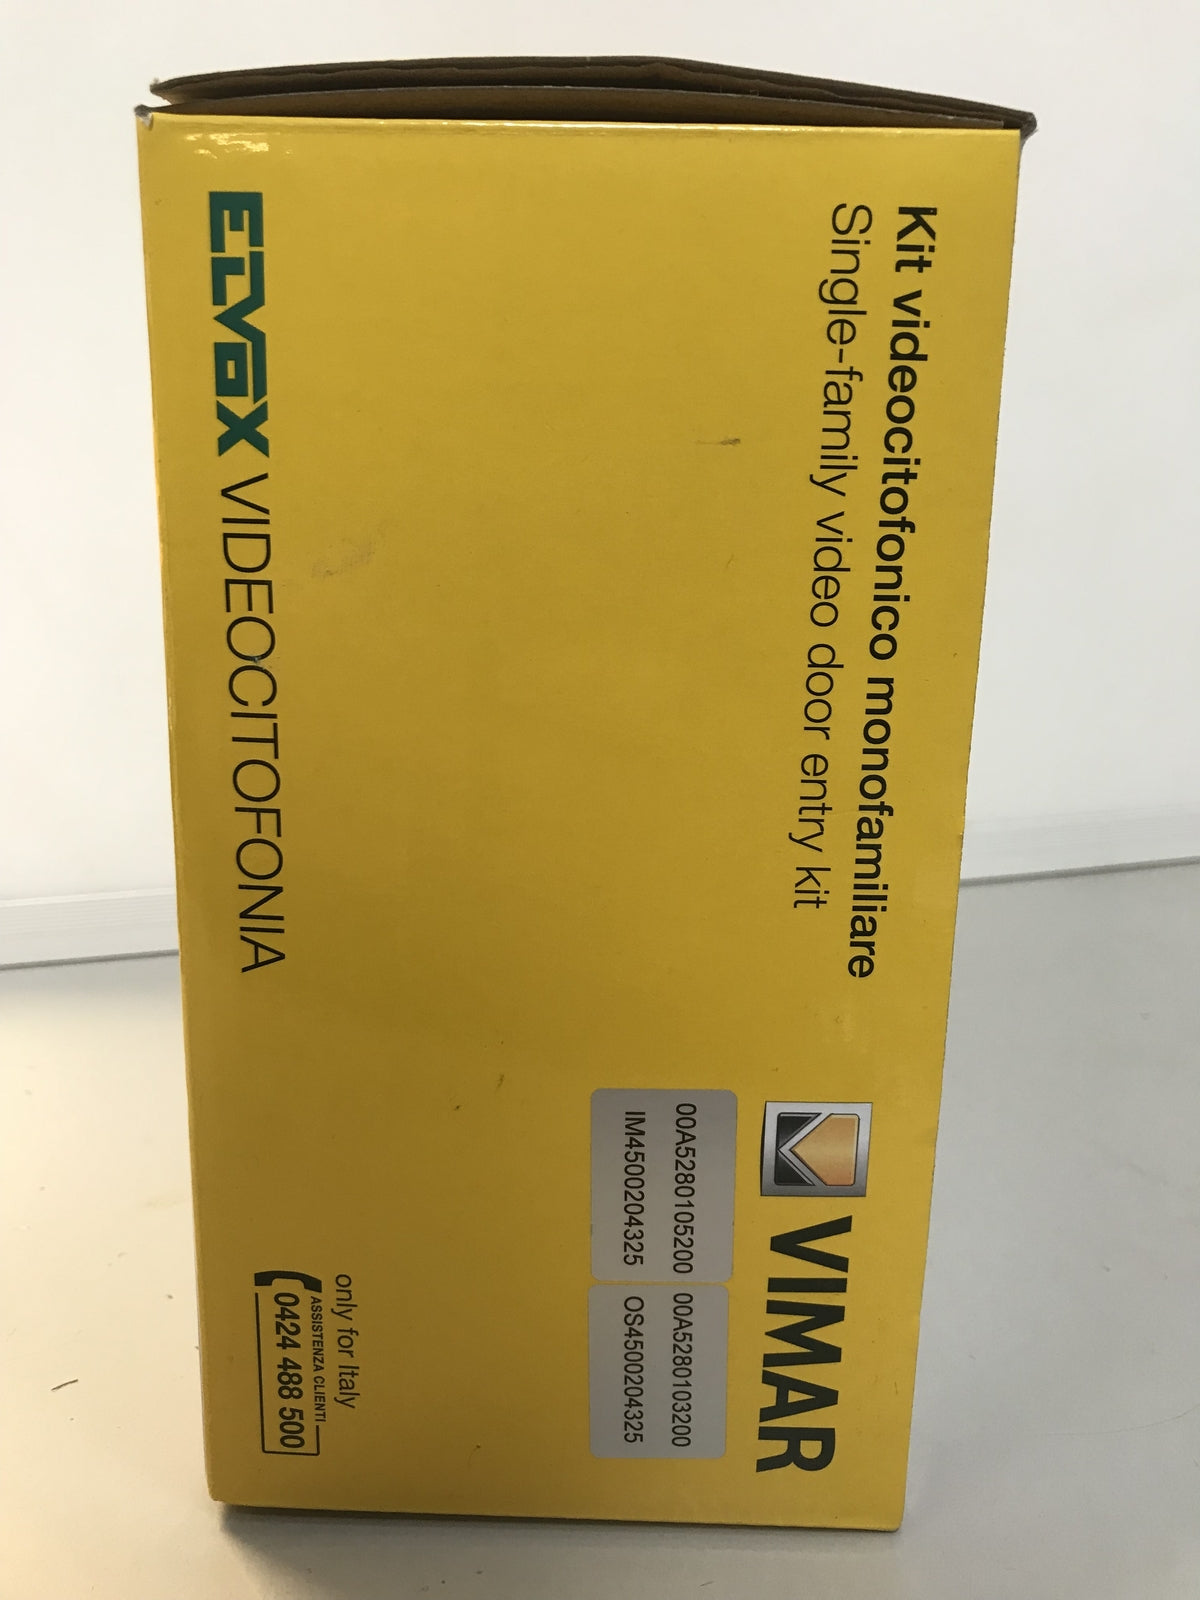 Kit videocitofonico monofamiliare
Single-family video door entry kit
VIMAR
00A5280105200
IM4500204325
00A5280103200
OS4500204325
only for Italy
ASSISTENZA CLIENTI
0424 488 500
ELVOX VIDEOCITOFONIA